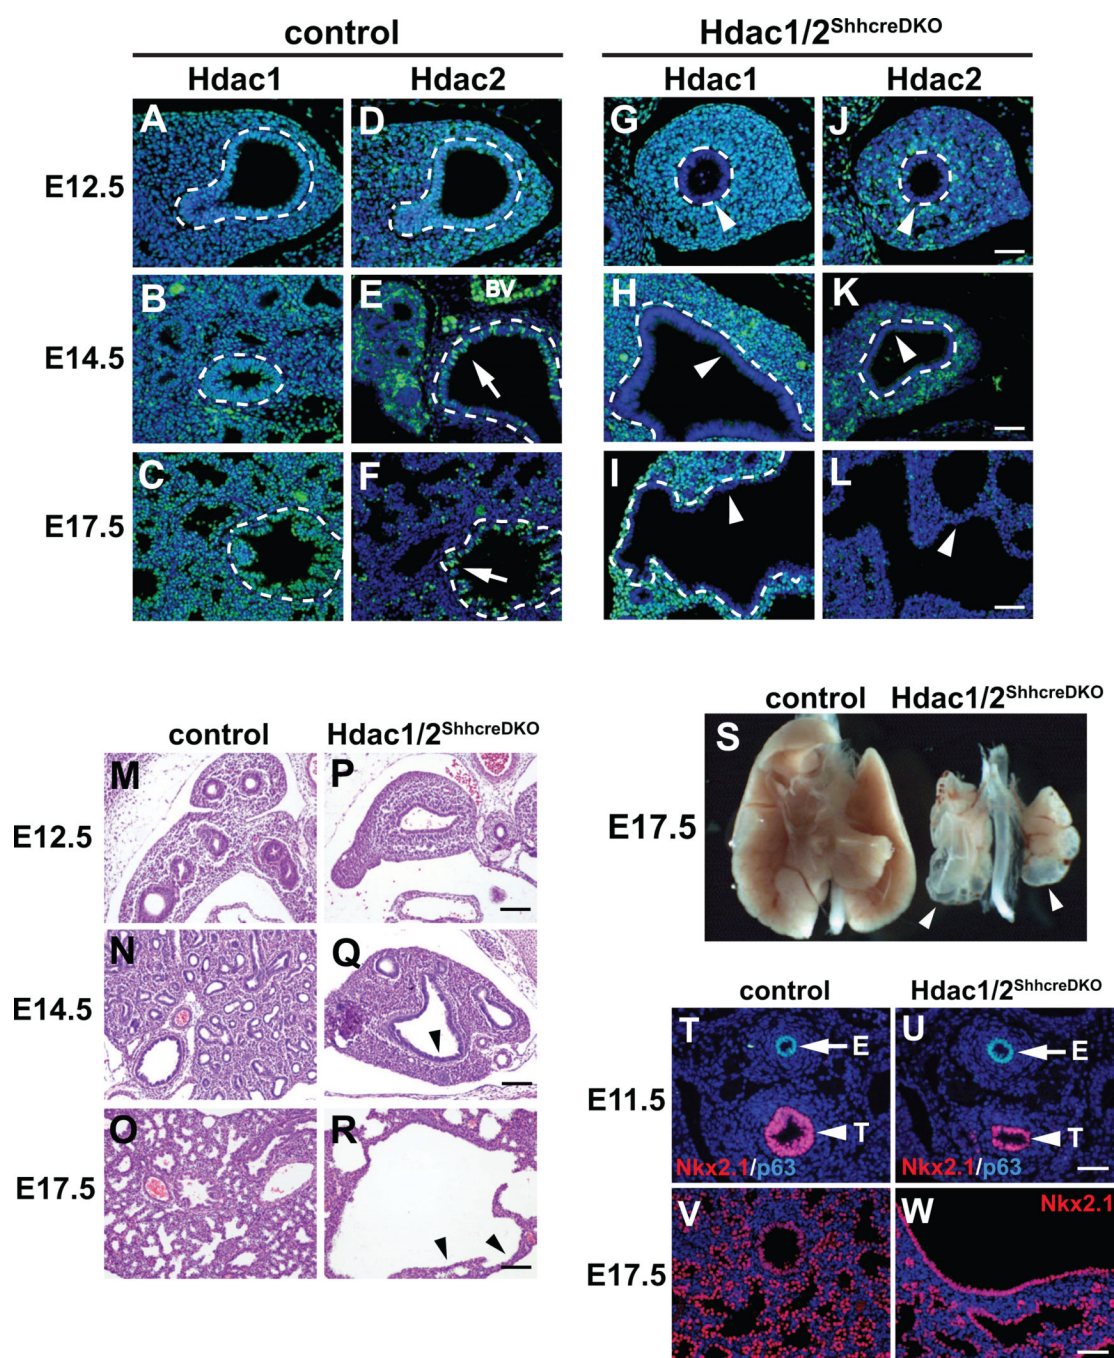 control Hdac1/2ShhcreDKO
Hdac1 Hdac2 Hdac1 Hdac2
A D G J
E12.5
B E BV H K
E14.5
C F I L
E17.5
control Hdac1/2ShhcreDKO
S
E17.5
control Hdac1/2ShhcreDKO
M P
E12.5
N Q
E14.5
O R
E17.5
control Hdac1/2ShhcreDKO
T E U E
E11.5
T T
Nkx2.1/p63 Nkx2.1/p63
V W Nkx2.1
E17.5